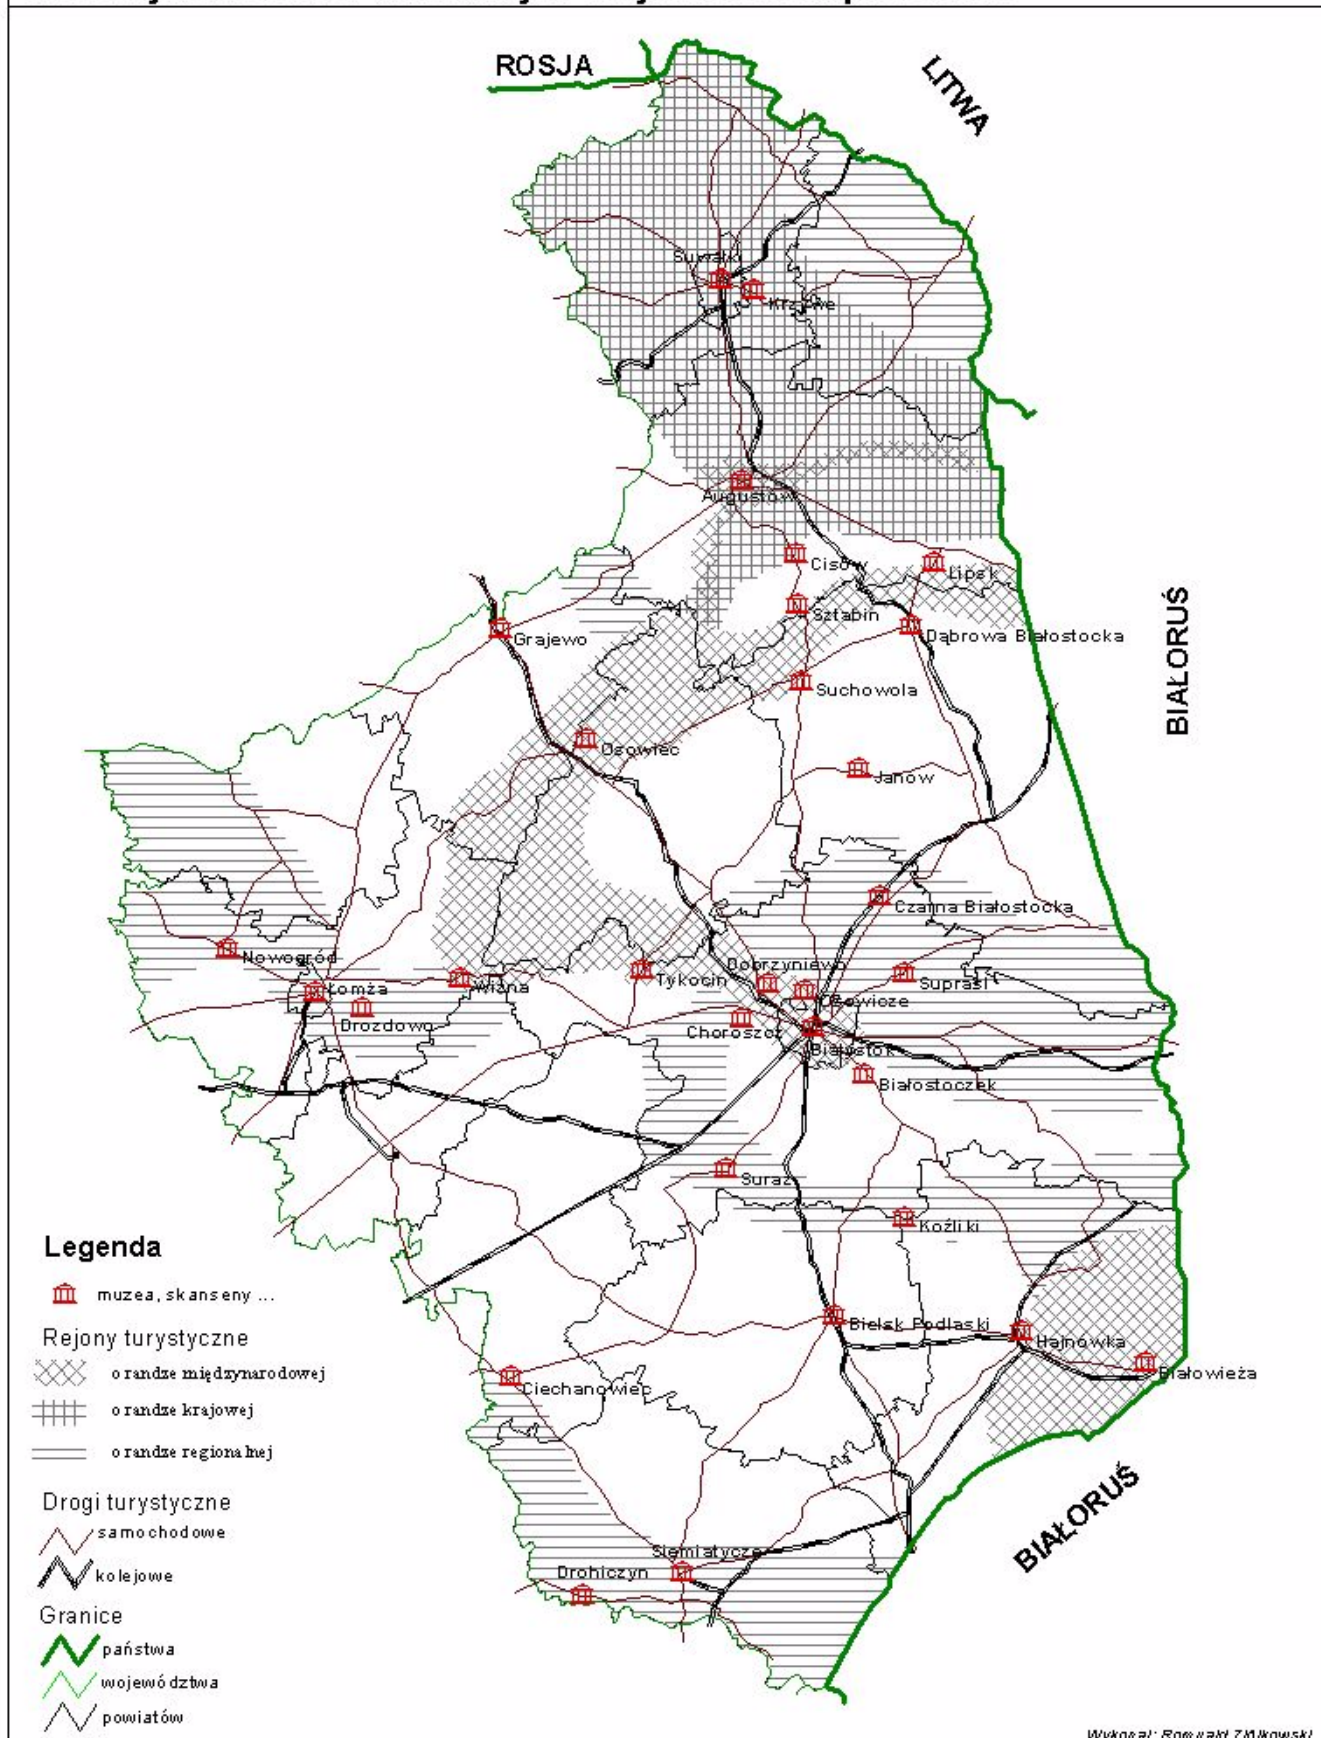 ROSJA
LITWA
Suwałki
Krzywe
Augustów
Cisów
Lipsk
Sztabin
Dąbrowa Białostocka
Grajewo
Suchowola
BIAŁORUŚ
Osowiec
Janów
Czarna Białostocka
Nowogród
Dobrzyniewo
Łomża
Wizna
Tykocin
Supraśl
Drozdowo
Choroszcz
Białystok
Białostoczek
Suraż
Koźliki
Legenda
muzea, skanseny ...
Rejony turystyczne
o randze międzynarodowej
o randze krajowej
o randze regionalnej
Drogi turystyczne
samochodowe
kolejowe
Granice
państwa
województwa
powiatów
Bielsk Podlaski
Hajnówka
Białowieża
Ciechanowiec
BIAŁORUŚ
Siemiatycze
Drohiczyn
Wykonał: Romuald